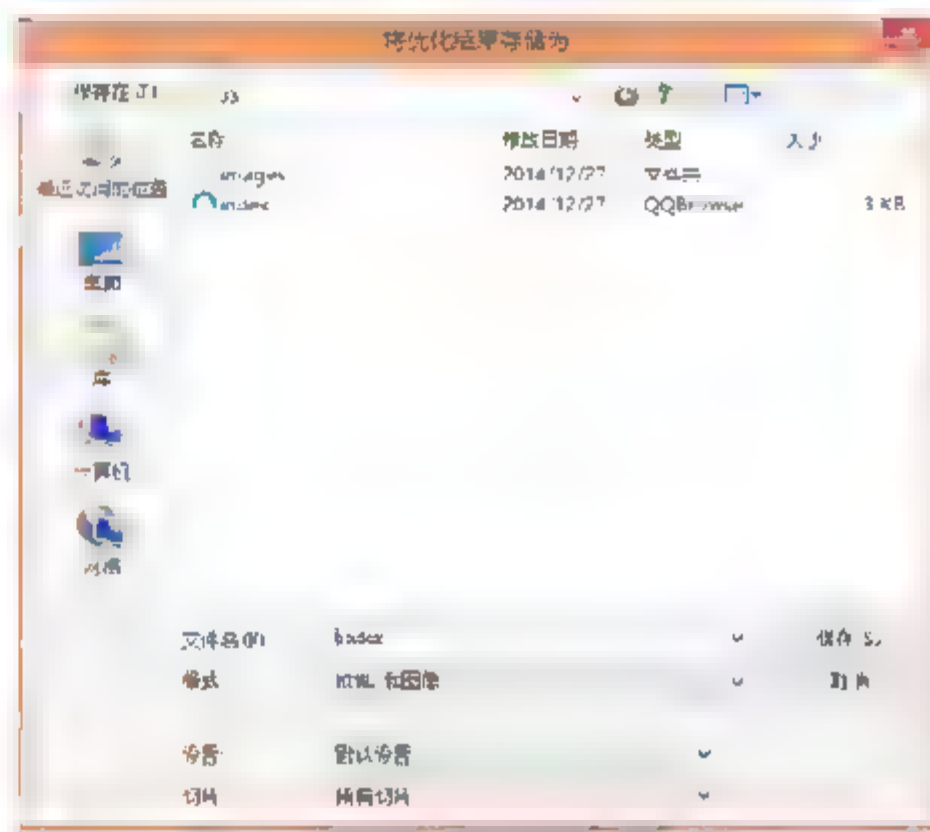 将优化结果存储为
保存在(I): 
名称 修改日期 类型 大小
images 2014/12/27 文件夹
index 2014/12/27 QQBrowser 3 KB
最近访问的位置
桌面
库
计算机
网络
文件名(N): index 保存(S)
格式: HTML 和图像 取消
设置: 默认设置
切片: 所有切片